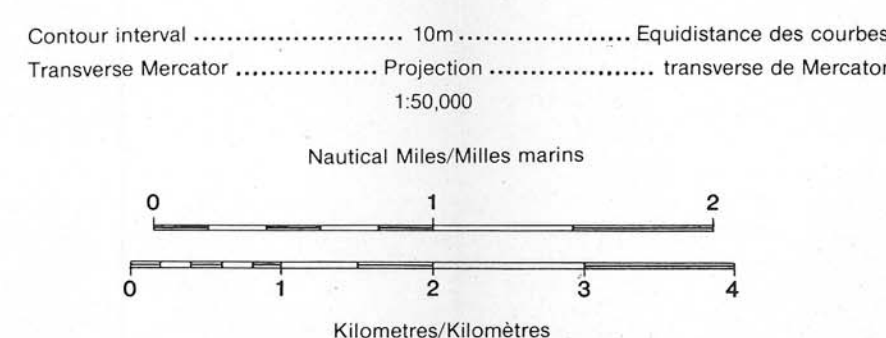 Contour interval ........................ 10m .................... Equidistance des courbes
Transverse Mercator .................... Projection ................... transverse de Mercator
1:50,000
Nautical Miles/Milles marins
0 1 2
0 1 2 3 4
Kilometres/Kilomètres